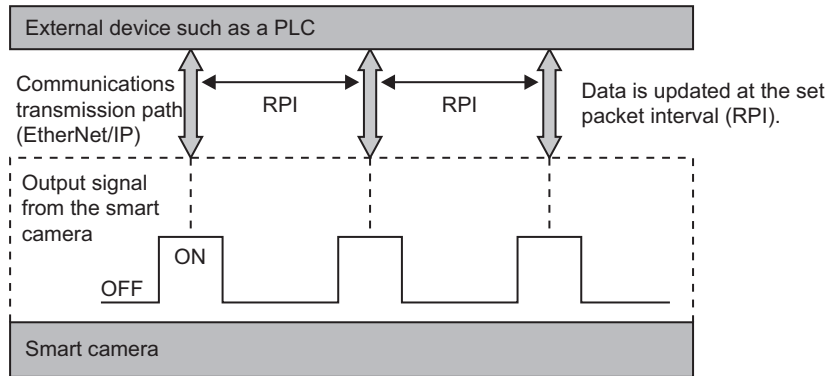 External device such as a PLC
Communications
transmission path
(EtherNet/IP)
RPI
RPI
Data is updated at the set
packet interval (RPI).
Output signal
from the smart
camera
ON
OFF
Smart camera